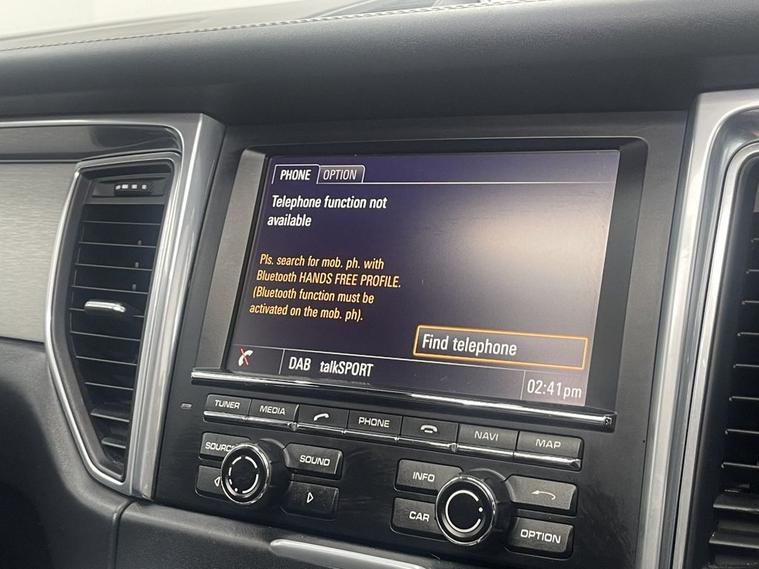 PHONE OPTION
Telephone function not
available
Pls. search for mob. ph. with
Bluetooth HANDS FREE PROFILE.
(Bluetooth function must be
activated on the mob. ph).
Find telephone
DAB talkSPORT
02:41pm
TUNER MEDIA PHONE NAVI MAP
SOURCE SOUND INFO
CAR OPTION